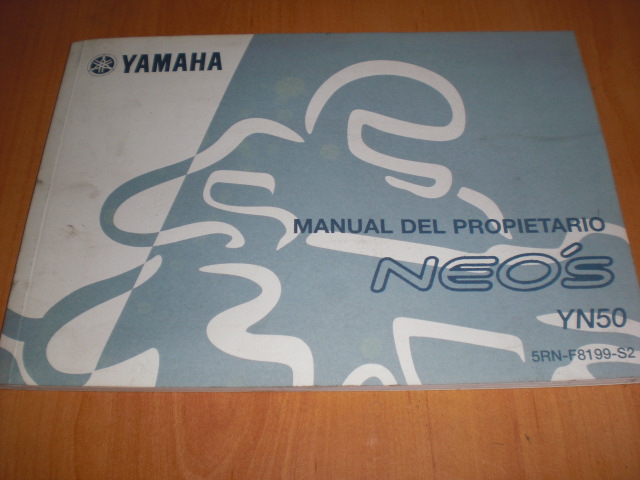 YAMAHA
MANUAL DEL PROPIETARIO
NEO's
YN50
5RN-F8199-S2